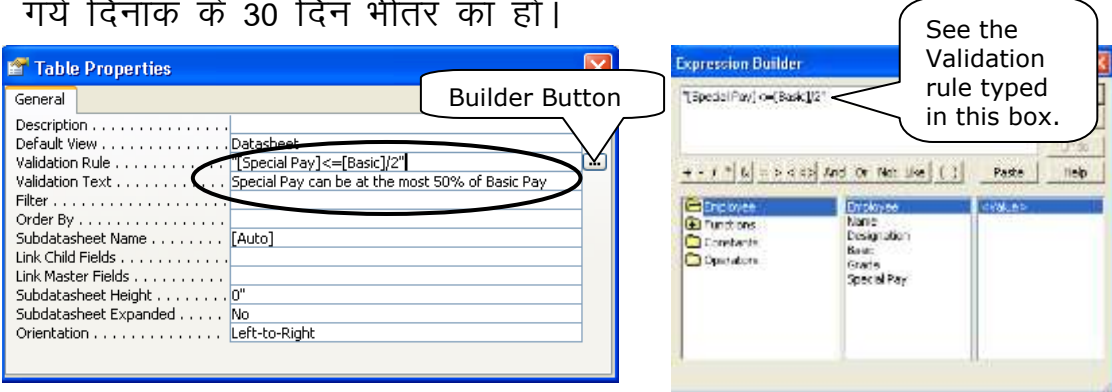 गये दिनांक के 30 दिन भीतर का हो।
Table Properties
General
Description . . . . . . . . . . . . . . .
Default View . . . . . . . . . . . . . Datasheet
Validation Rule . . . . . . . . . . . "[Special Pay]<=[Basic]/2" ...
Validation Text . . . . . . . . . . . Special Pay can be at the most 50% of Basic Pay
Filter . . . . . . . . . . . . . . . . . . .
Order By . . . . . . . . . . . . . . . .
Subdatasheet Name . . . . . . . . [Auto]
Link Child Fields . . . . . . . . . . .
Link Master Fields . . . . . . . . . .
Subdatasheet Height . . . . . . . . 0"
Subdatasheet Expanded . . . . . No
Orientation . . . . . . . . . . . . . . Left-to-Right
Builder Button
Expression Builder
"[Special Pay]<=[Basic]/2"
See the
Validation
rule typed
in this box.
+ - / * & = > < <> And Or Not Like ( ) Paste Help
Employee
Functions
Constants
Operators
Employee
Name
Designation
Basic
Grade
Special Pay
<Value>